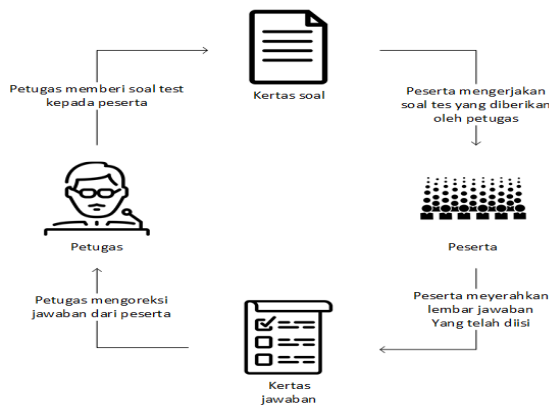 Petugas memberi soal test
kepada peserta
Kertas soal
Peserta mengerjakan
soal tes yang diberikan
oleh petugas
Petugas
Peserta
Petugas mengoreksi
jawaban dari peserta
Peserta meyerahkan
lembar jawaban
Yang telah diisi
Kertas
jawaban